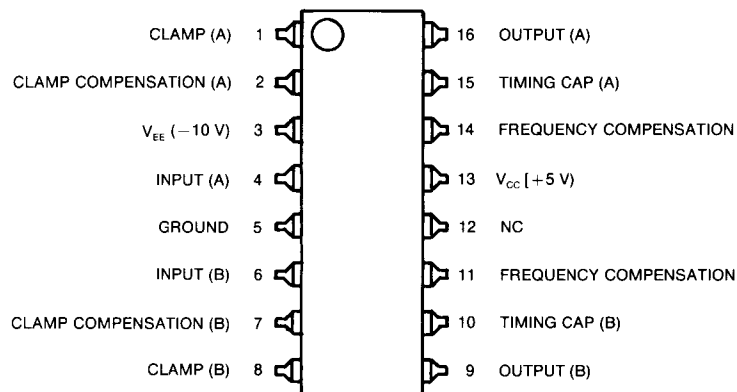 CLAMP (A) 1 16 OUTPUT (A)
CLAMP COMPENSATION (A) 2 15 TIMING CAP (A)
VEE (−10 V) 3 14 FREQUENCY COMPENSATION
INPUT (A) 4 13 VCC [+5 V)
GROUND 5 12 NC
INPUT (B) 6 11 FREQUENCY COMPENSATION
CLAMP COMPENSATION (B) 7 10 TIMING CAP (B)
CLAMP (B) 8 9 OUTPUT (B)